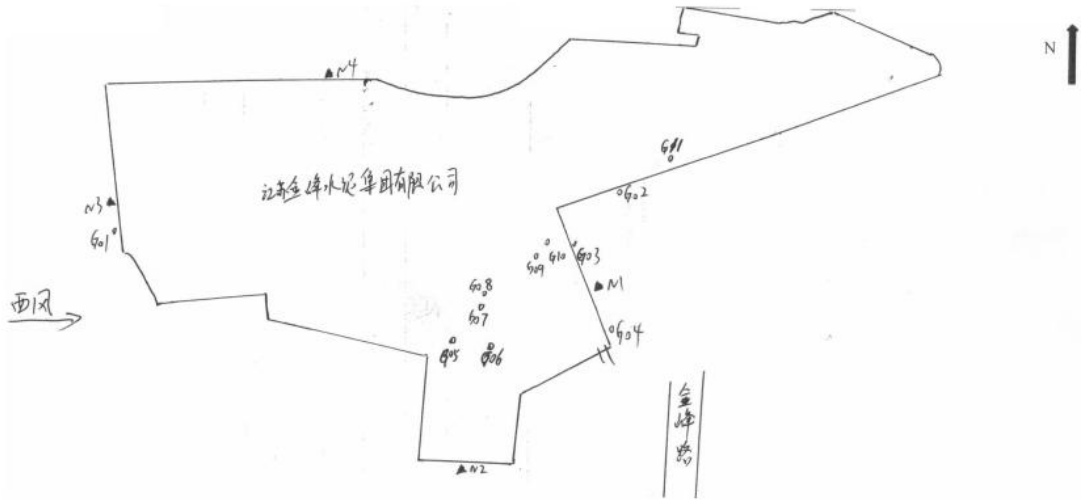 N
▲N4
G11
江苏金峰水泥集团有限公司
G02
N3▲
G01
G10
G03
G09
G08
▲N1
西风
G07
G04
G05
G06
金峰路
▲N2